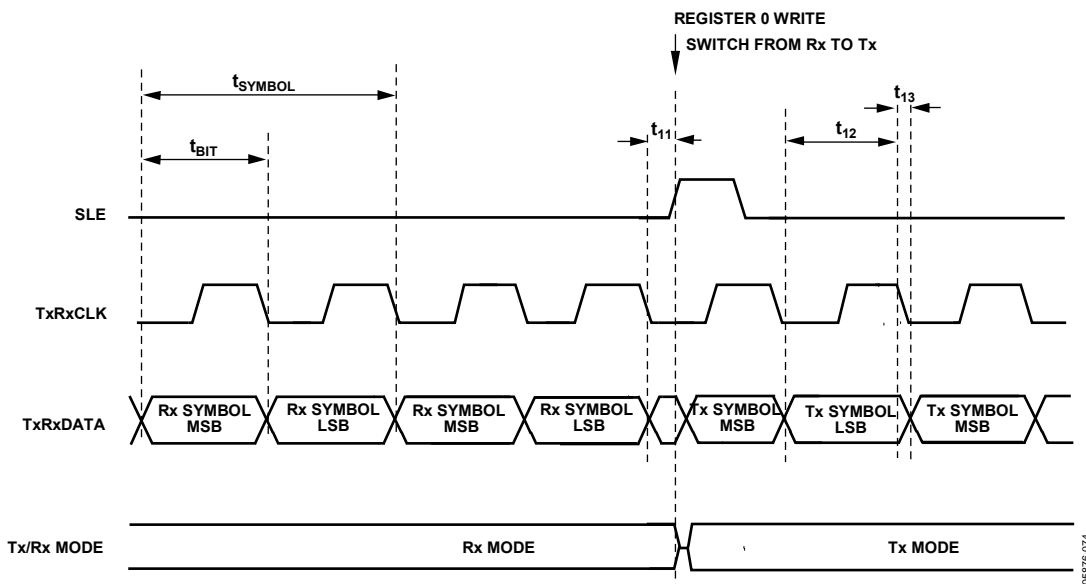 REGISTER 0 WRITE
SWITCH FROM Rx TO Tx
tSYMBOL
tBIT
t11
t12
t13
SLE
TxRxCLK
TxRxDATA
Rx SYMBOL
MSB
Rx SYMBOL
LSB
Rx SYMBOL
MSB
Rx SYMBOL
LSB
Tx SYMBOL
MSB
Tx SYMBOL
LSB
Tx SYMBOL
MSB
Tx/Rx MODE
Rx MODE
Tx MODE
05876-074